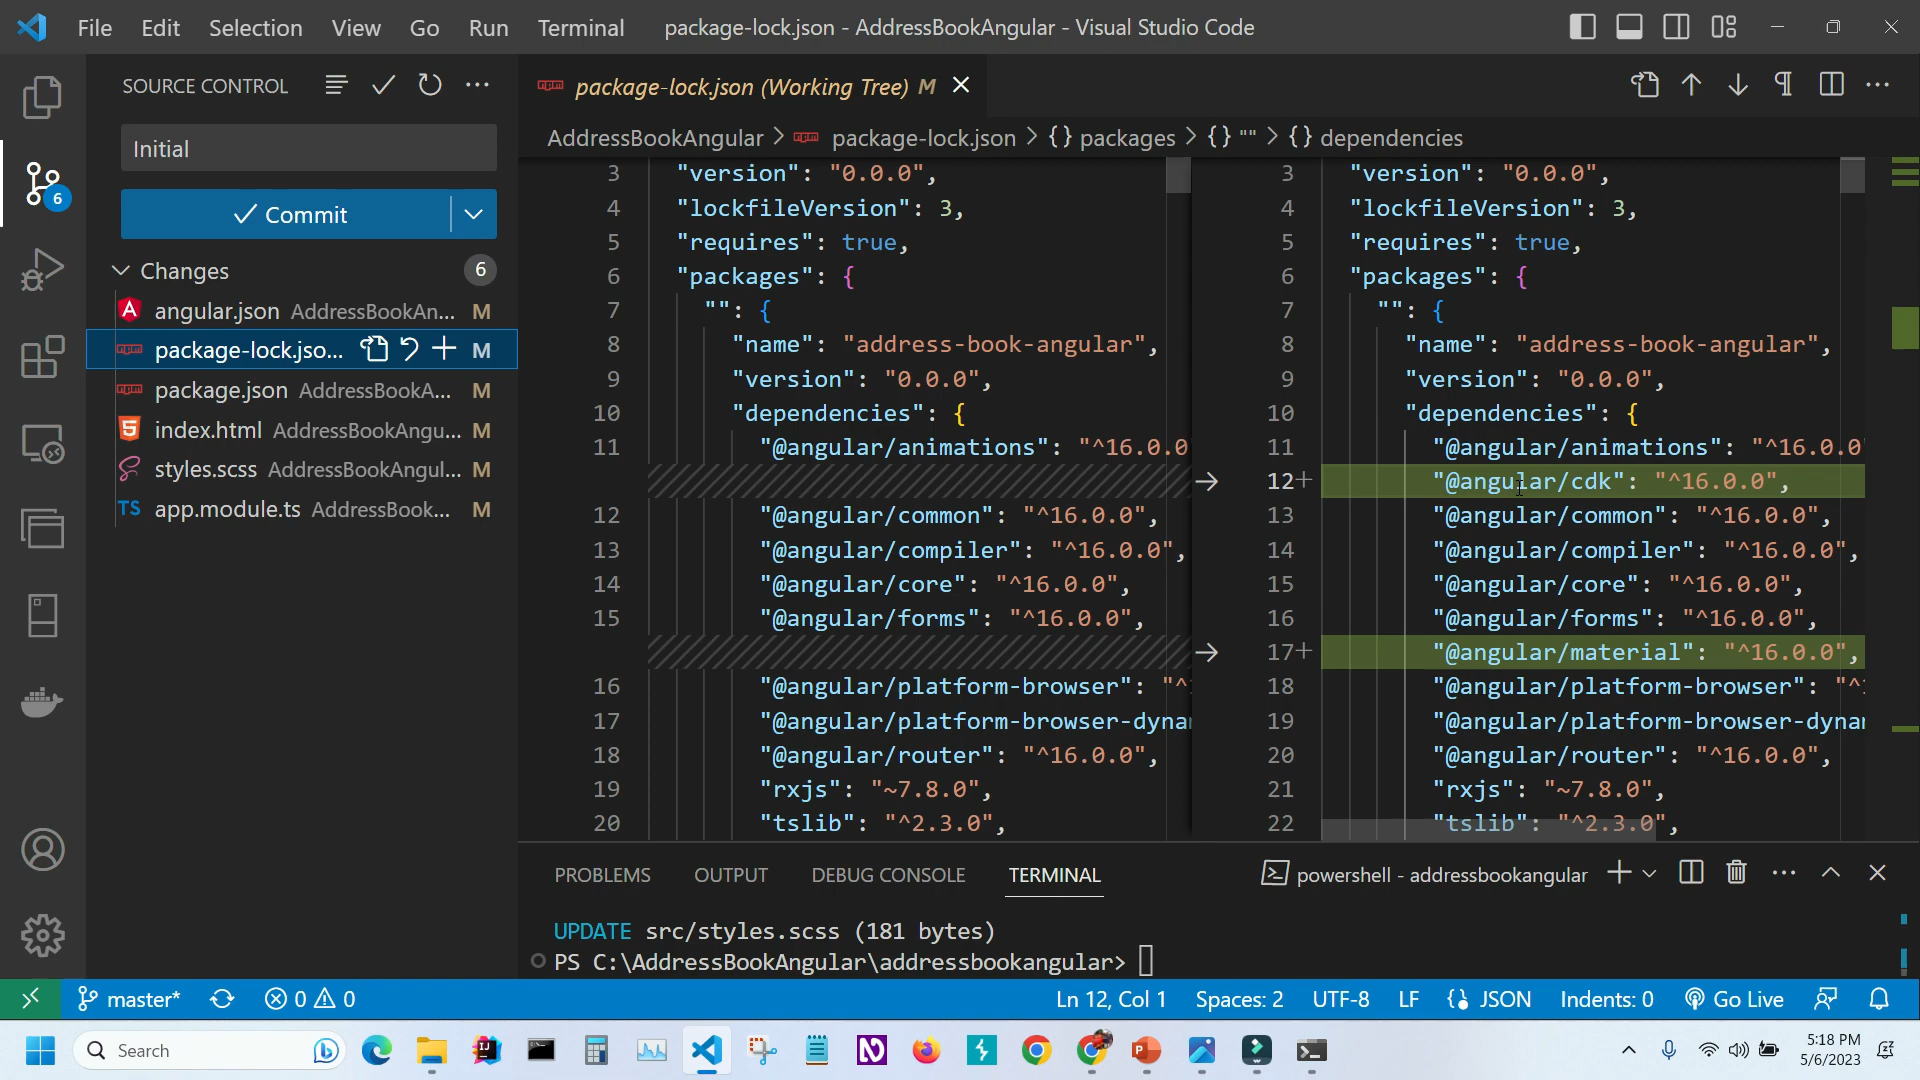 File Edit Selection View Go Run Terminal package-lock.json - AddressBookAngular - Visual Studio Code
SOURCE CONTROL
Initial
Commit
6
Changes 6
angular.json AddressBookAn... M
package-lock.jso... M
package.json AddressBookA... M
index.html AddressBookAngu... M
styles.scss AddressBookAngul... M
TS app.module.ts AddressBook... M
package-lock.json (Working Tree) M
AddressBookAngular > package-lock.json > {} packages > {} "" > {} dependencies
3 "version": "0.0.0",
4 "lockfileVersion": 3,
5 "requires": true,
6 "packages": {
7 "": {
8 "name": "address-book-angular",
9 "version": "0.0.0",
10 "dependencies": {
11 "@angular/animations": "^16.0.0
12 "@angular/common": "^16.0.0",
13 "@angular/compiler": "^16.0.0",
14 "@angular/core": "^16.0.0",
15 "@angular/forms": "^16.0.0",
16 "@angular/platform-browser": "^1
17 "@angular/platform-browser-dynam
18 "@angular/router": "^16.0.0",
19 "rxjs": "~7.8.0",
20 "tslib": "^2.3.0",
3 "version": "0.0.0",
4 "lockfileVersion": 3,
5 "requires": true,
6 "packages": {
7 "": {
8 "name": "address-book-angular",
9 "version": "0.0.0",
10 "dependencies": {
11 "@angular/animations": "^16.0.0"
12+ "@angular/cdk": "^16.0.0",
13 "@angular/common": "^16.0.0",
14 "@angular/compiler": "^16.0.0",
15 "@angular/core": "^16.0.0",
16 "@angular/forms": "^16.0.0",
17+ "@angular/material": "^16.0.0",
18 "@angular/platform-browser": "^1
19 "@angular/platform-browser-dynam
20 "@angular/router": "^16.0.0",
21 "rxjs": "~7.8.0",
22 "tslib": "^2.3.0",
PROBLEMS OUTPUT DEBUG CONSOLE TERMINAL powershell - addressbookangular
UPDATE src/styles.scss (181 bytes)
PS C:\AddressBookAngular\addressbookangular>
master* 0 0 Ln 12, Col 1 Spaces: 2 UTF-8 LF JSON Indents: 0 Go Live
Search
5:18 PM
5/6/2023